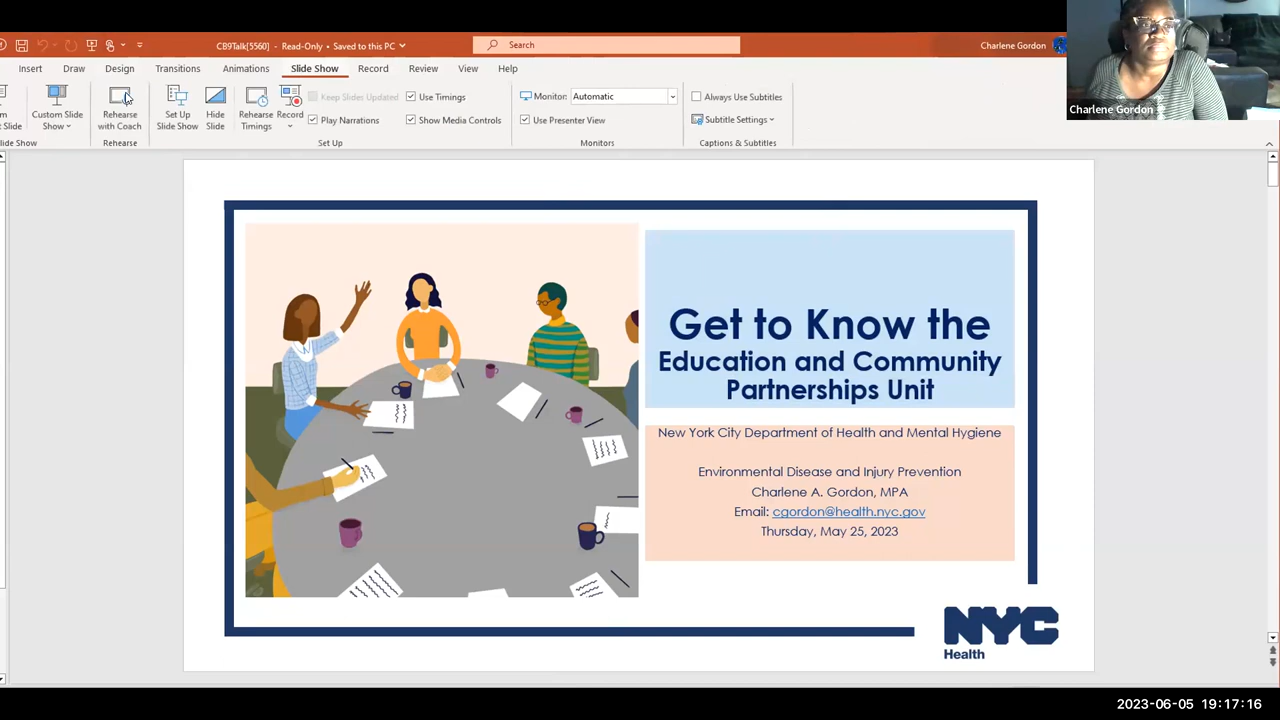 CB9Talk[5560] - Read-Only • Saved to this PC
Search
Charlene Gordon
Insert Draw Design Transitions Animations Slide Show Record Review View Help
Custom Slide Show
Rehearse with Coach
Set Up Slide Show
Hide Slide
Rehearse Timings
Record
Keep Slides Updated
Play Narrations
Use Timings
Show Media Controls
Monitor: Automatic
Use Presenter View
Always Use Subtitles
Subtitle Settings
Rehearse
Set Up
Monitors
Captions & Subtitles
Charlene Gordon
Get to Know the
Education and Community
Partnerships Unit
New York City Department of Health and Mental Hygiene
Environmental Disease and Injury Prevention
Charlene A. Gordon, MPA
Email: cgordon@health.nyc.gov
Thursday, May 25, 2023
NYC
Health
2023-06-05 19:17:16